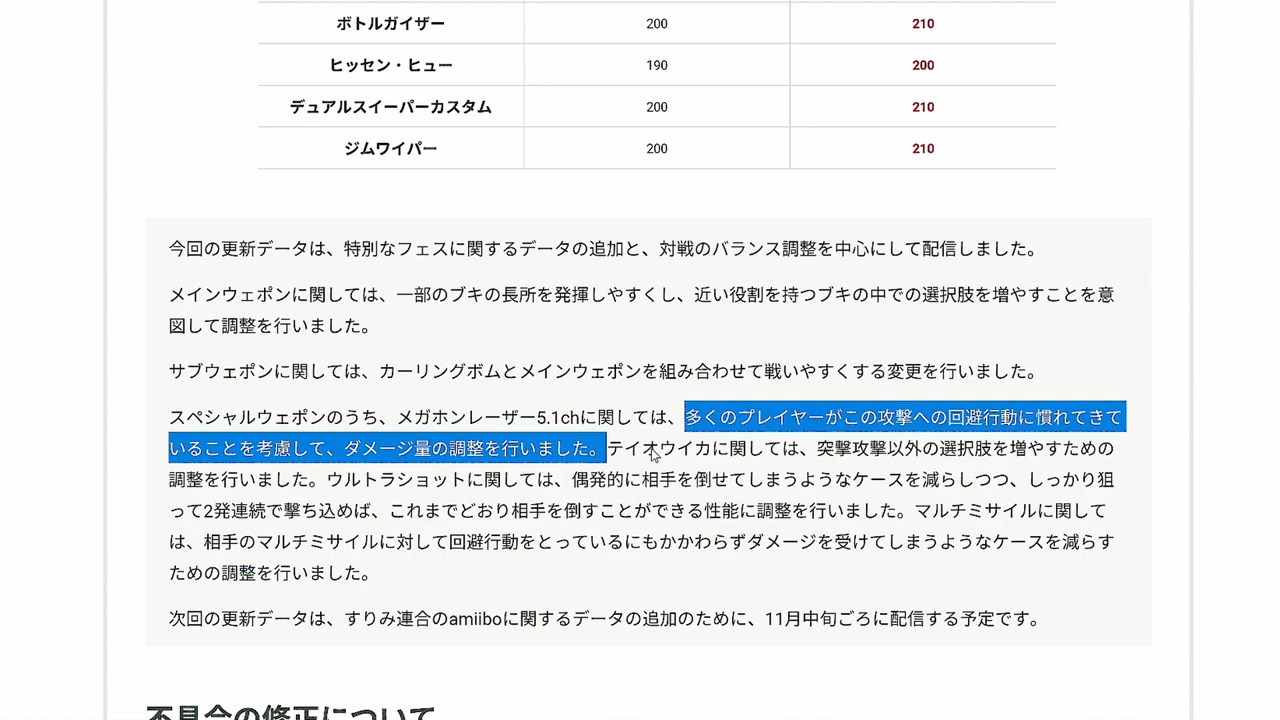 ボトルガイザー 200 210
ヒッセン・ヒュー 190 200
デュアルスイーパーカスタム 200 210
ジムワイパー 200 210
今回の更新データは、特別なフェスに関するデータの追加と、対戦のバランス調整を中心にして配信しました。
メインウェポンに関しては、一部のブキの長所を発揮しやすくし、近い役割を持つブキの中での選択肢を増やすことを意
図して調整を行いました。
サブウェポンに関しては、カーリングボムとメインウェポンを組み合わせて戦いやすくする変更を行いました。
スペシャルウェポンのうち、メガホンレーザー5.1chに関しては、多くのプレイヤーがこの攻撃への回避行動に慣れてきて
いることを考慮して、ダメージ量の調整を行いました。テイオウイカに関しては、突撃攻撃以外の選択肢を増やすための
調整を行いました。ウルトラショットに関しては、偶発的に相手を倒せてしまうようなケースを減らしつつ、しっかり狙
って2発連続で撃ち込めば、これまでどおり相手を倒すことができる性能に調整を行いました。マルチミサイルに関して
は、相手のマルチミサイルに対して回避行動をとっているにもかかわらずダメージを受けてしまうようなケースを減らす
ための調整を行いました。
次回の更新データは、すりみ連合のamiiboに関するデータの追加のために、11月中旬ごろに配信する予定です。
不具合の修正について